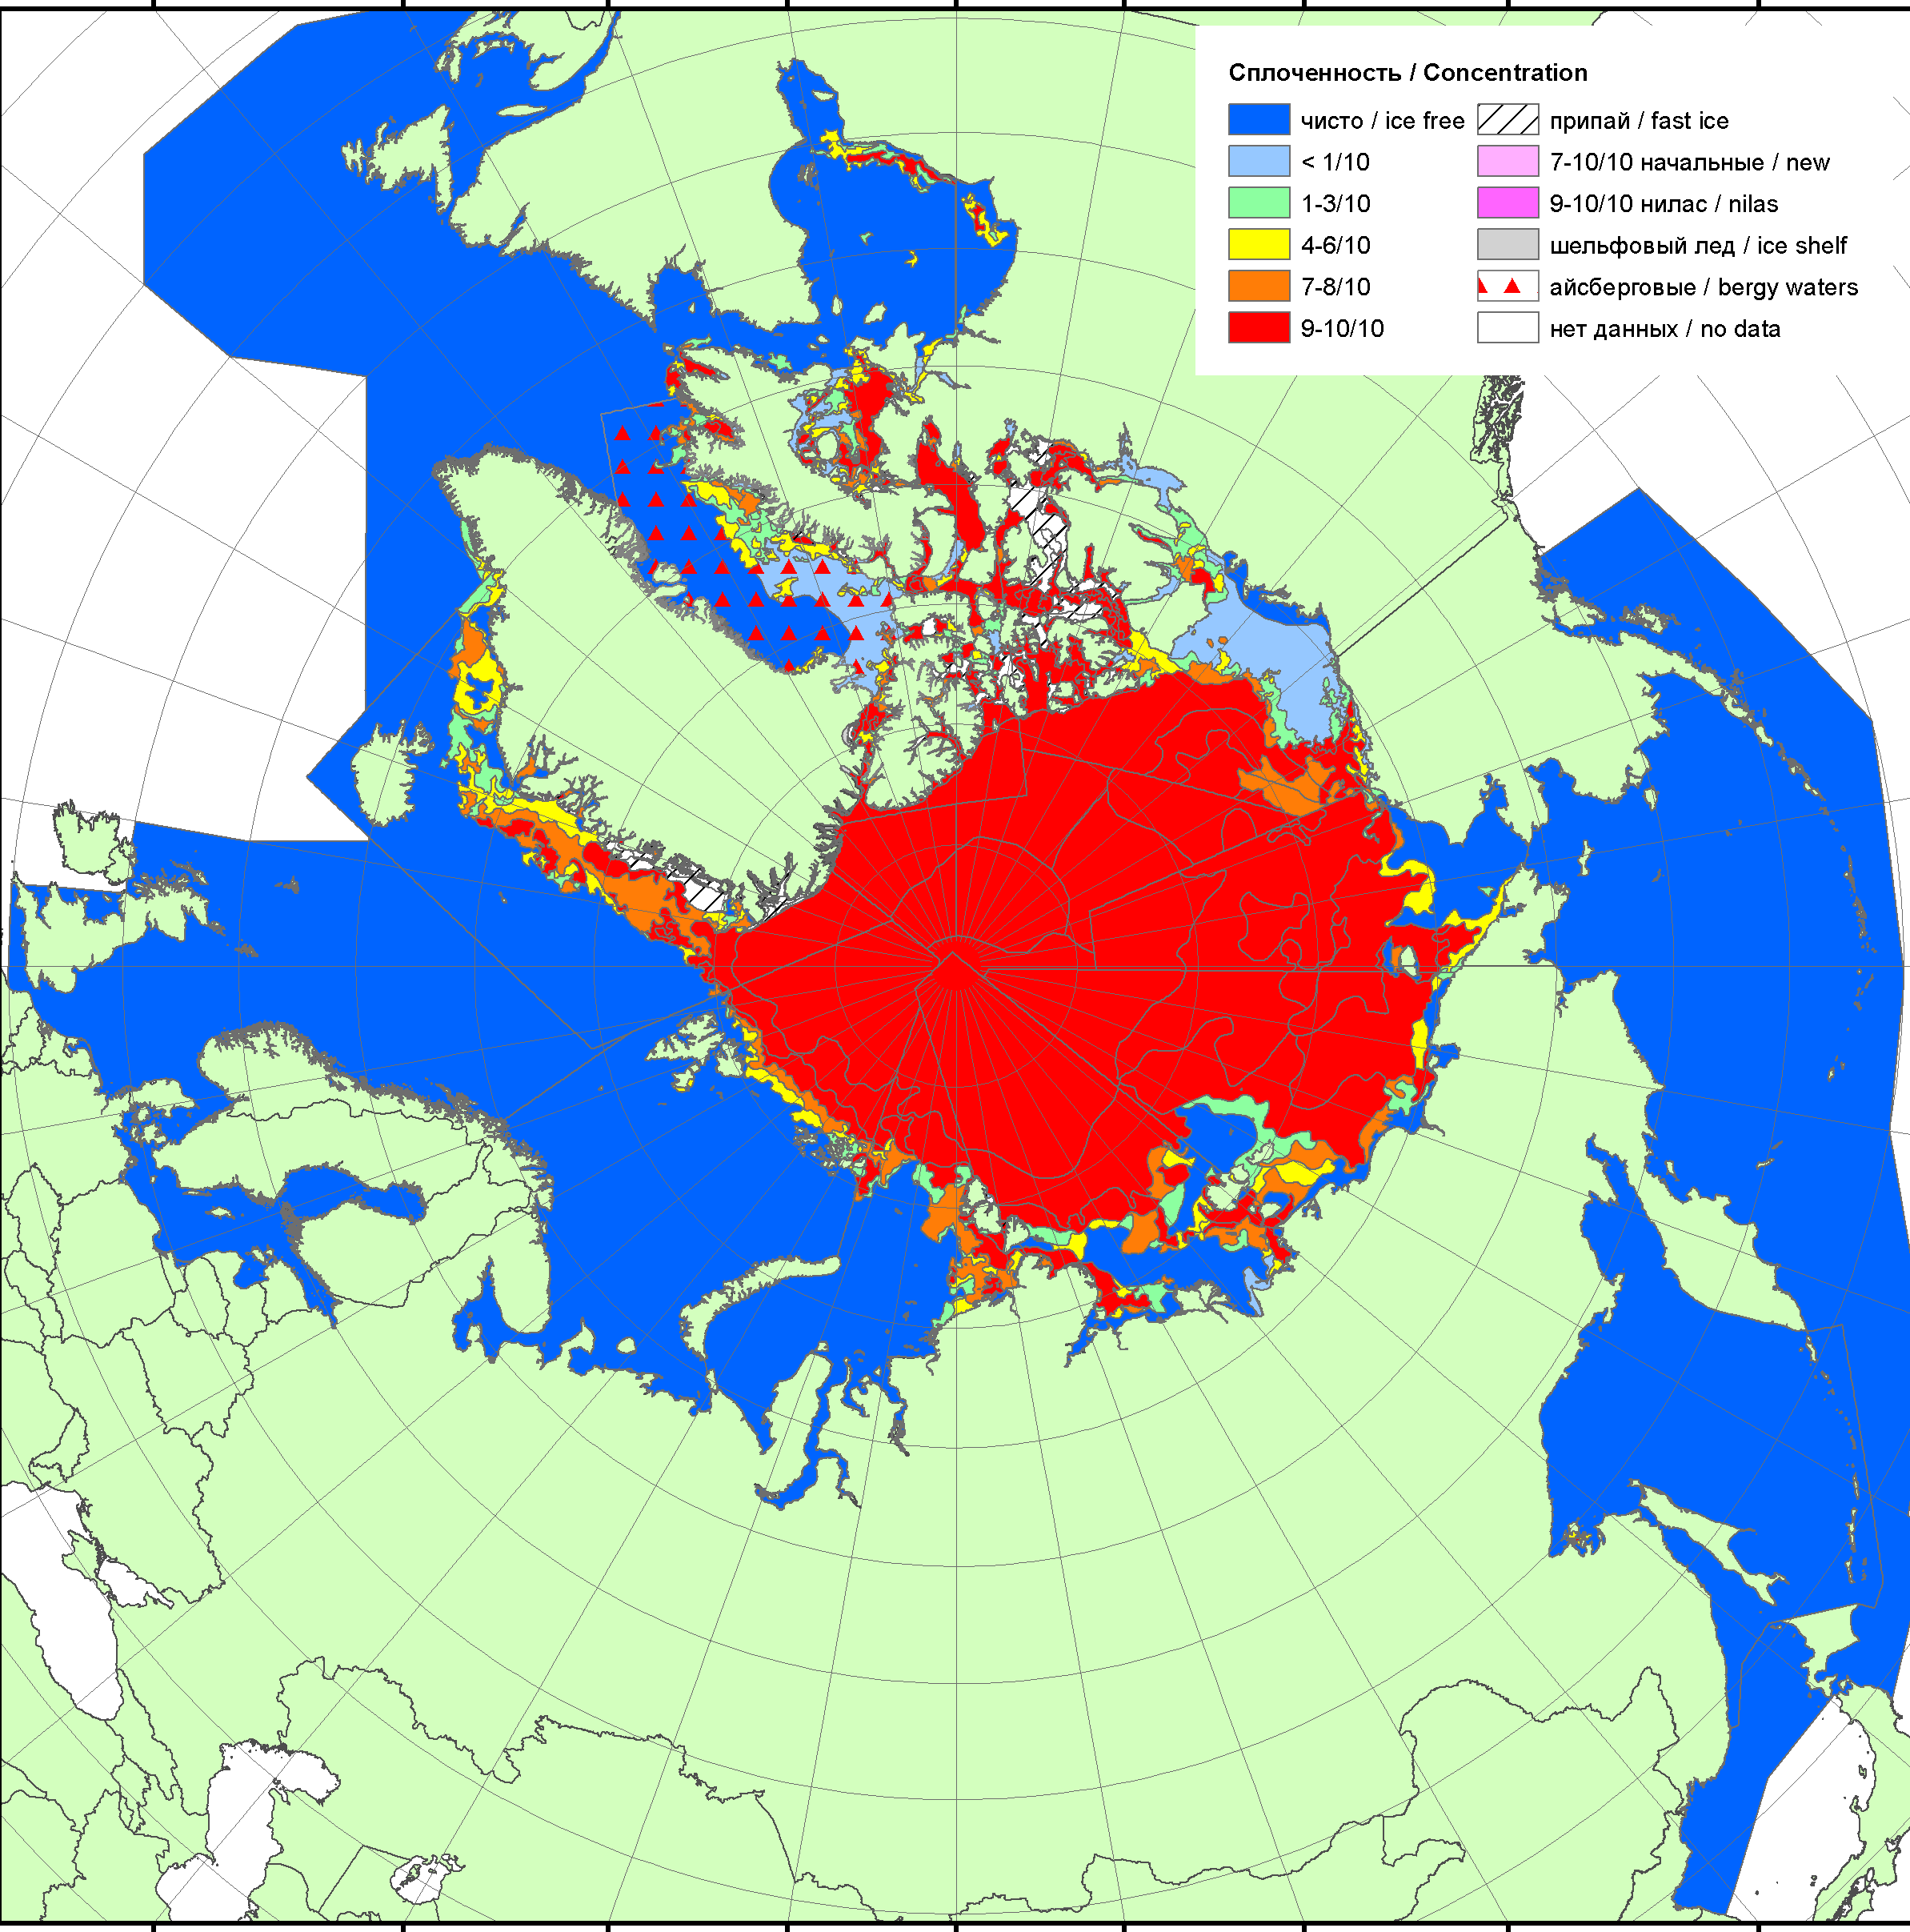 Сплоченность / Concentration
чисто / ice free
< 1/10
1-3/10
4-6/10
7-8/10
9-10/10
припай / fast ice
7-10/10 начальные / new
9-10/10 нилас / nilas
шельфовый лед / ice shelf
айсберговые / bergy waters
нет данных / no data